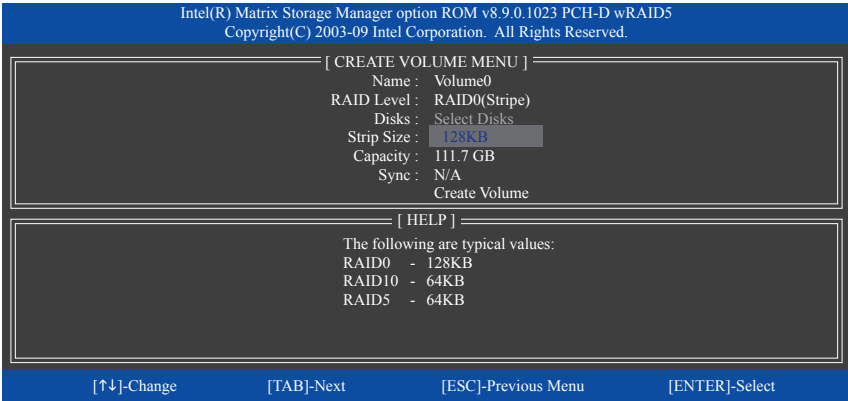 Intel(R) Matrix Storage Manager option ROM v8.9.0.1023 PCH-D wRAID5
Copyright(C) 2003-09 Intel Corporation. All Rights Reserved.
[ CREATE VOLUME MENU ]
Name : Volume0
RAID Level : RAID0(Stripe)
Disks : Select Disks
Strip Size : 128KB
Capacity : 111.7 GB
Sync : N/A
Create Volume
[ HELP ]
The following are typical values:
RAID0 - 128KB
RAID10 - 64KB
RAID5 - 64KB
[↑↓]-Change [TAB]-Next [ESC]-Previous Menu [ENTER]-Select